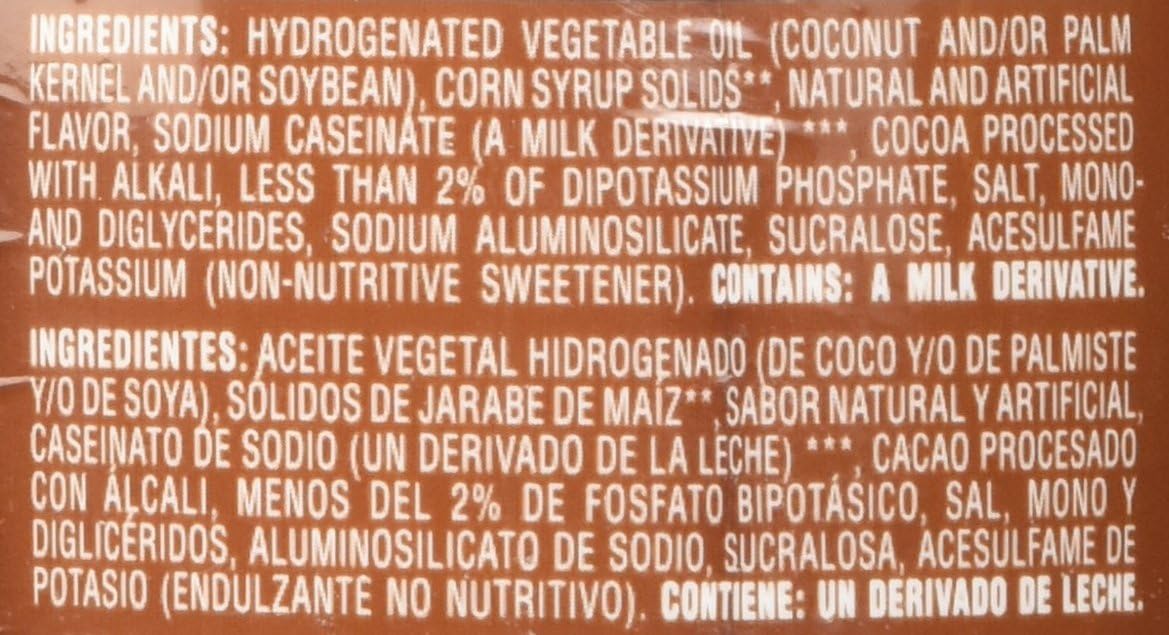 INGREDIENTS: HYDROGENATED VEGETABLE OIL (COCONUT AND/OR PALM
KERNEL AND/OR SOYBEAN), CORN SYRUP SOLIDS**, NATURAL AND ARTIFICIAL
FLAVOR, SODIUM CASEINATE (A MILK DERIVATIVE) ***, COCOA PROCESSED
WITH ALKALI, LESS THAN 2% OF DIPOTASSIUM PHOSPHATE, SALT, MONO-
AND DIGLYCERIDES, SODIUM ALUMINOSILICATE, SUCRALOSE, ACESULFAME
POTASSIUM (NON-NUTRITIVE SWEETENER). CONTAINS: A MILK DERIVATIVE.
INGREDIENTES: ACEITE VEGETAL HIDROGENADO (DE COCO Y/O DE PALMISTE
Y/O DE SOYA), SÓLIDOS DE JARABE DE MAÍZ**, SABOR NATURAL Y ARTIFICIAL,
CASEINATO DE SODIO (UN DERIVADO DE LA LECHE) ***, CACAO PROCESADO
CON ÁLCALI, MENOS DEL 2% DE FOSFATO BIPOTÁSICO, SAL, MONO Y
DIGLICÉRIDOS, ALUMINOSILICATO DE SODIO, SUCRALOSA, ACESULFAME DE
POTASIO (ENDULZANTE NO NUTRITIVO). CONTIENE: UN DERIVADO DE LECHE.